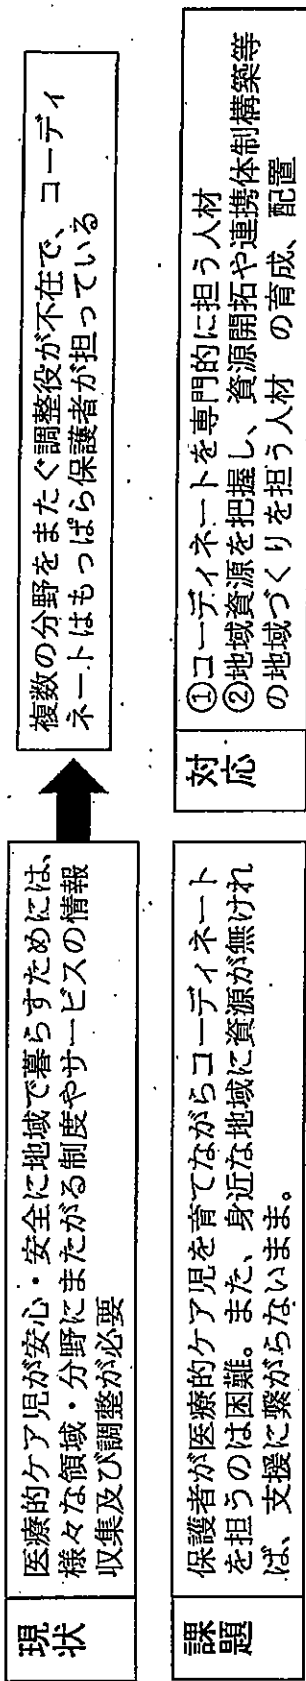 現状
医療的ケア児が安心・安全に地域で暮らすためには、
様々な領域・分野にまたがる制度やサービスの情報
収集及び調整が必要
複数の分野をまたぐ調整役が不在で、コーディ
ネートはもっぱら保護者が担っている
課題
保護者が医療的ケア児を育てながらコーディネート
を担うのは困難。また、身近な地域に資源が無けれ
ば、支援に繋がらないまま。
対応
①コーディネートを専門的に担う人材
②地域資源を把握し、資源開拓や連携体制構築等
の地域づくりを担う人材 の育成、配置